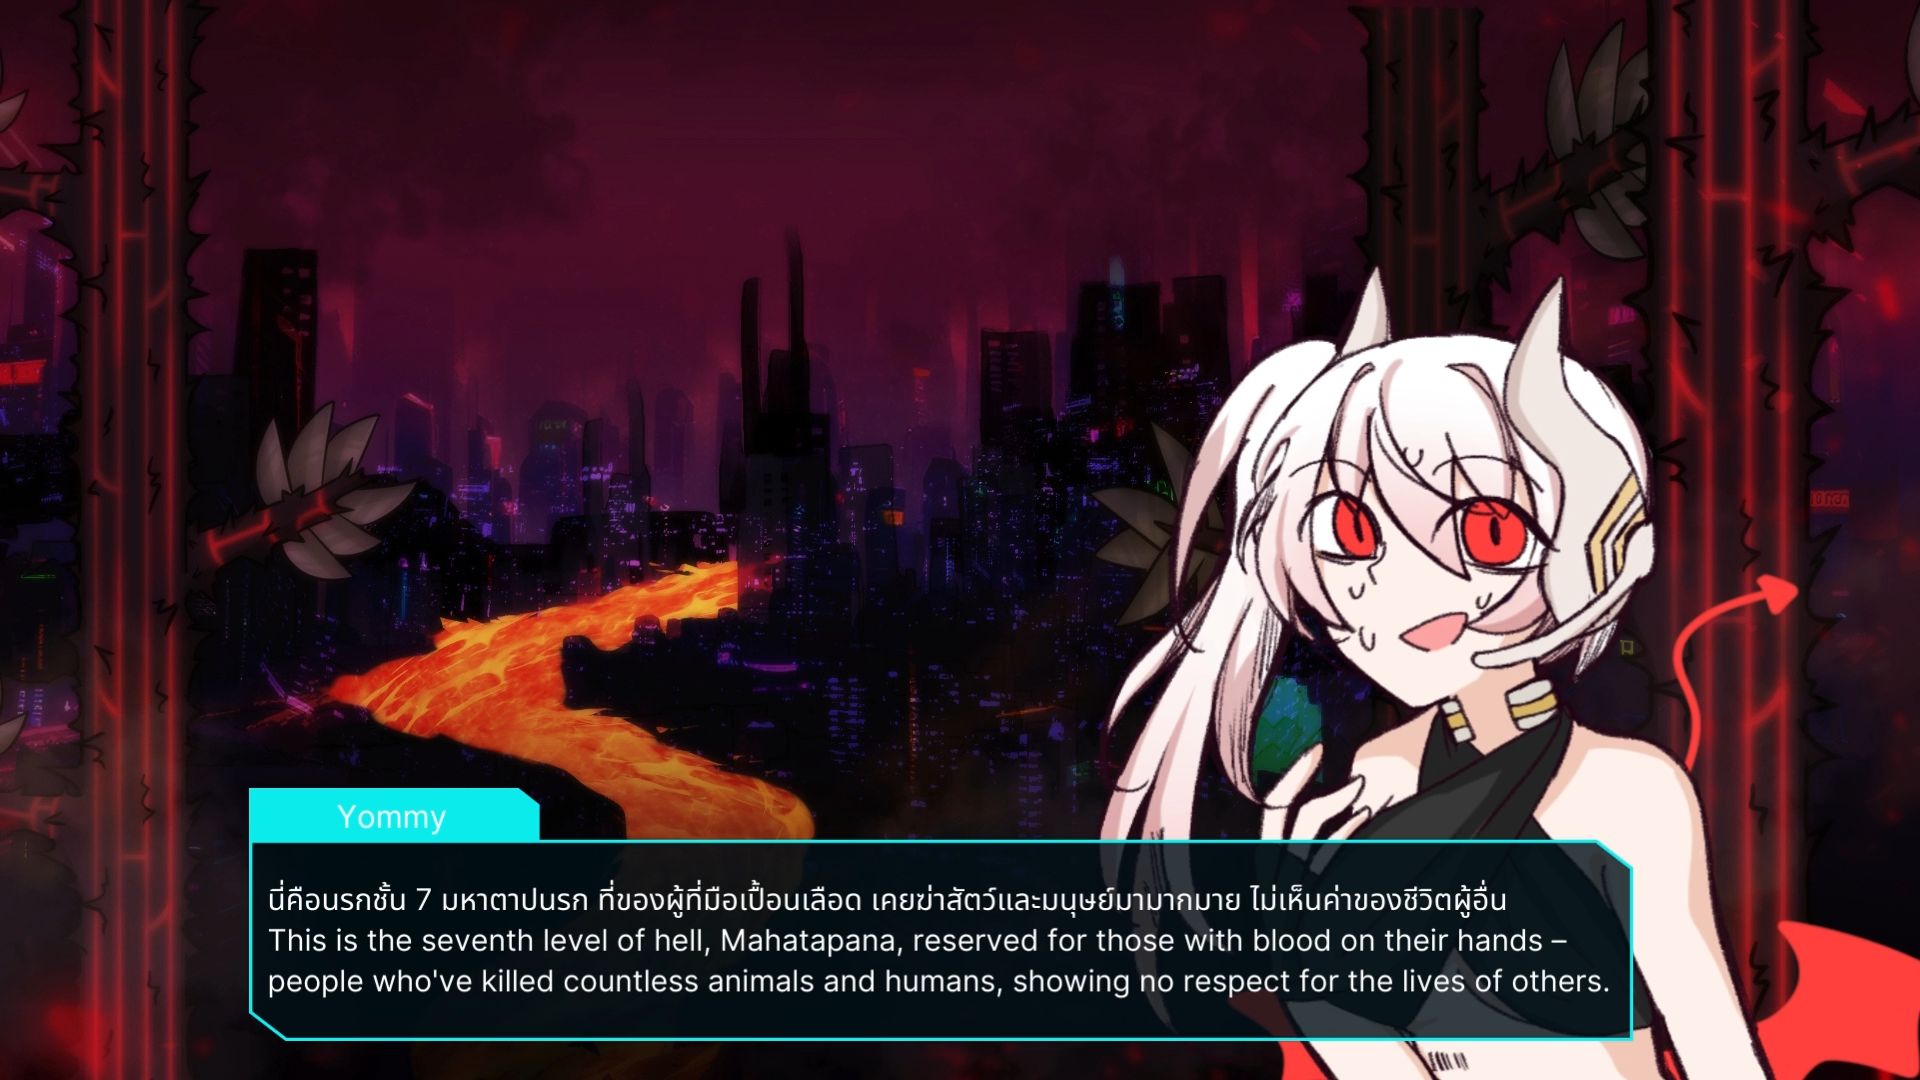 Yommy
นี่คือนรกชั้น 7 มหาตาปนรก ที่ของผู้ที่มือเปื้อนเลือด เคยฆ่าสัตว์และมนุษย์มามากมาย ไม่เห็นค่าของชีวิตผู้อื่น
This is the seventh level of hell, Mahatapana, reserved for those with blood on their hands –
people who've killed countless animals and humans, showing no respect for the lives of others.